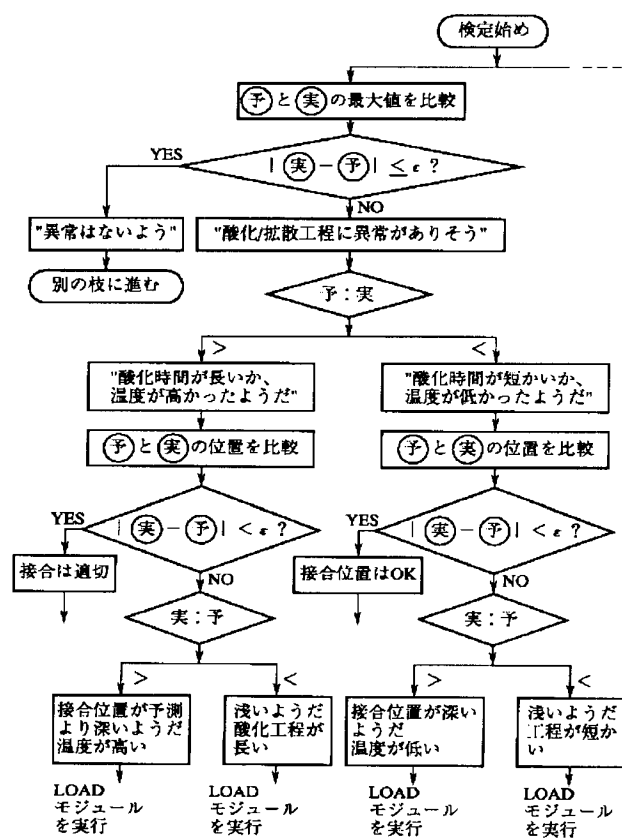 検定始め
予と実の最大値を比較
| 実 − 予 | ≤ ε ?
YES
NO
"異常はないよう"
"酸化/拡散工程に異常がありそう"
別の枝に進む
予：実
>
<
"酸化時間が長いか、
温度が高かったようだ"
"酸化時間が短かいか、
温度が低かったようだ"
予と実の位置を比較
予と実の位置を比較
| 実 − 予 | < ε ?
| 実 − 予 | < ε ?
YES
YES
接合は適切
接合位置はOK
NO
NO
実：予
実：予
>
<
>
<
接合位置が予測
より深いようだ
温度が高い
浅いようだ
酸化工程が
長い
接合位置が深い
ようだ
温度が低い
浅いようだ
工程が短か
い
LOAD
モジュール
を実行
LOAD
モジュール
を実行
LOAD
モジュール
を実行
LOAD
モジュール
を実行